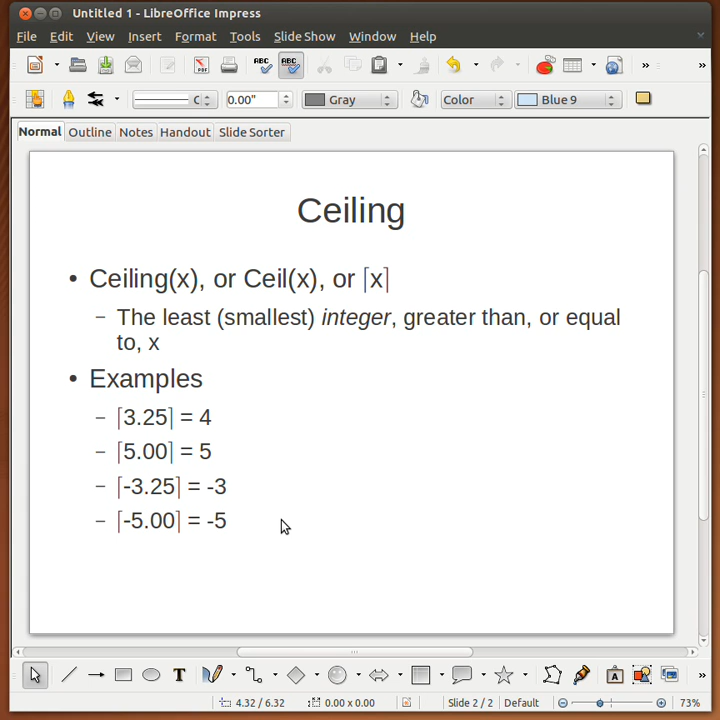 Untitled 1 - LibreOffice Impress
File Edit View Insert Format Tools Slide Show Window Help
PDF ABC ABC » »
C 0.00" Gray Color Blue 9
Normal Outline Notes Handout Slide Sorter
Ceiling
• Ceiling(x), or Ceil(x), or ⌈x⌉
– The least (smallest) integer, greater than, or equal
to, x
• Examples
– ⌈3.25⌉ = 4
– ⌈5.00⌉ = 5
– ⌈-3.25⌉ = -3
– ⌈-5.00⌉ = -5
T A »
4.32 / 6.32 0.00 x 0.00 Slide 2 / 2 Default 73%